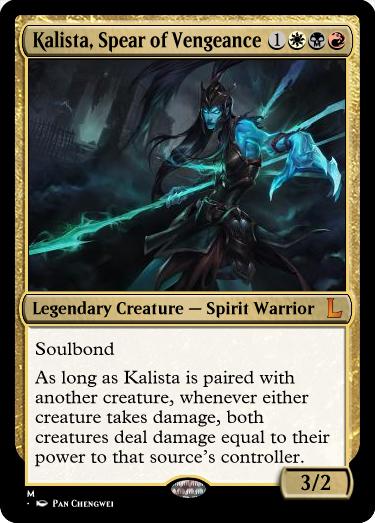 Kalista, Spear of Vengeance 1
Legendary Creature — Spirit Warrior L
Soulbond
As long as Kalista is paired with
another creature, whenever either
creature takes damage, both
creatures deal damage equal to their
power to that source's controller.
3/2
M
· PAN CHENGWEI